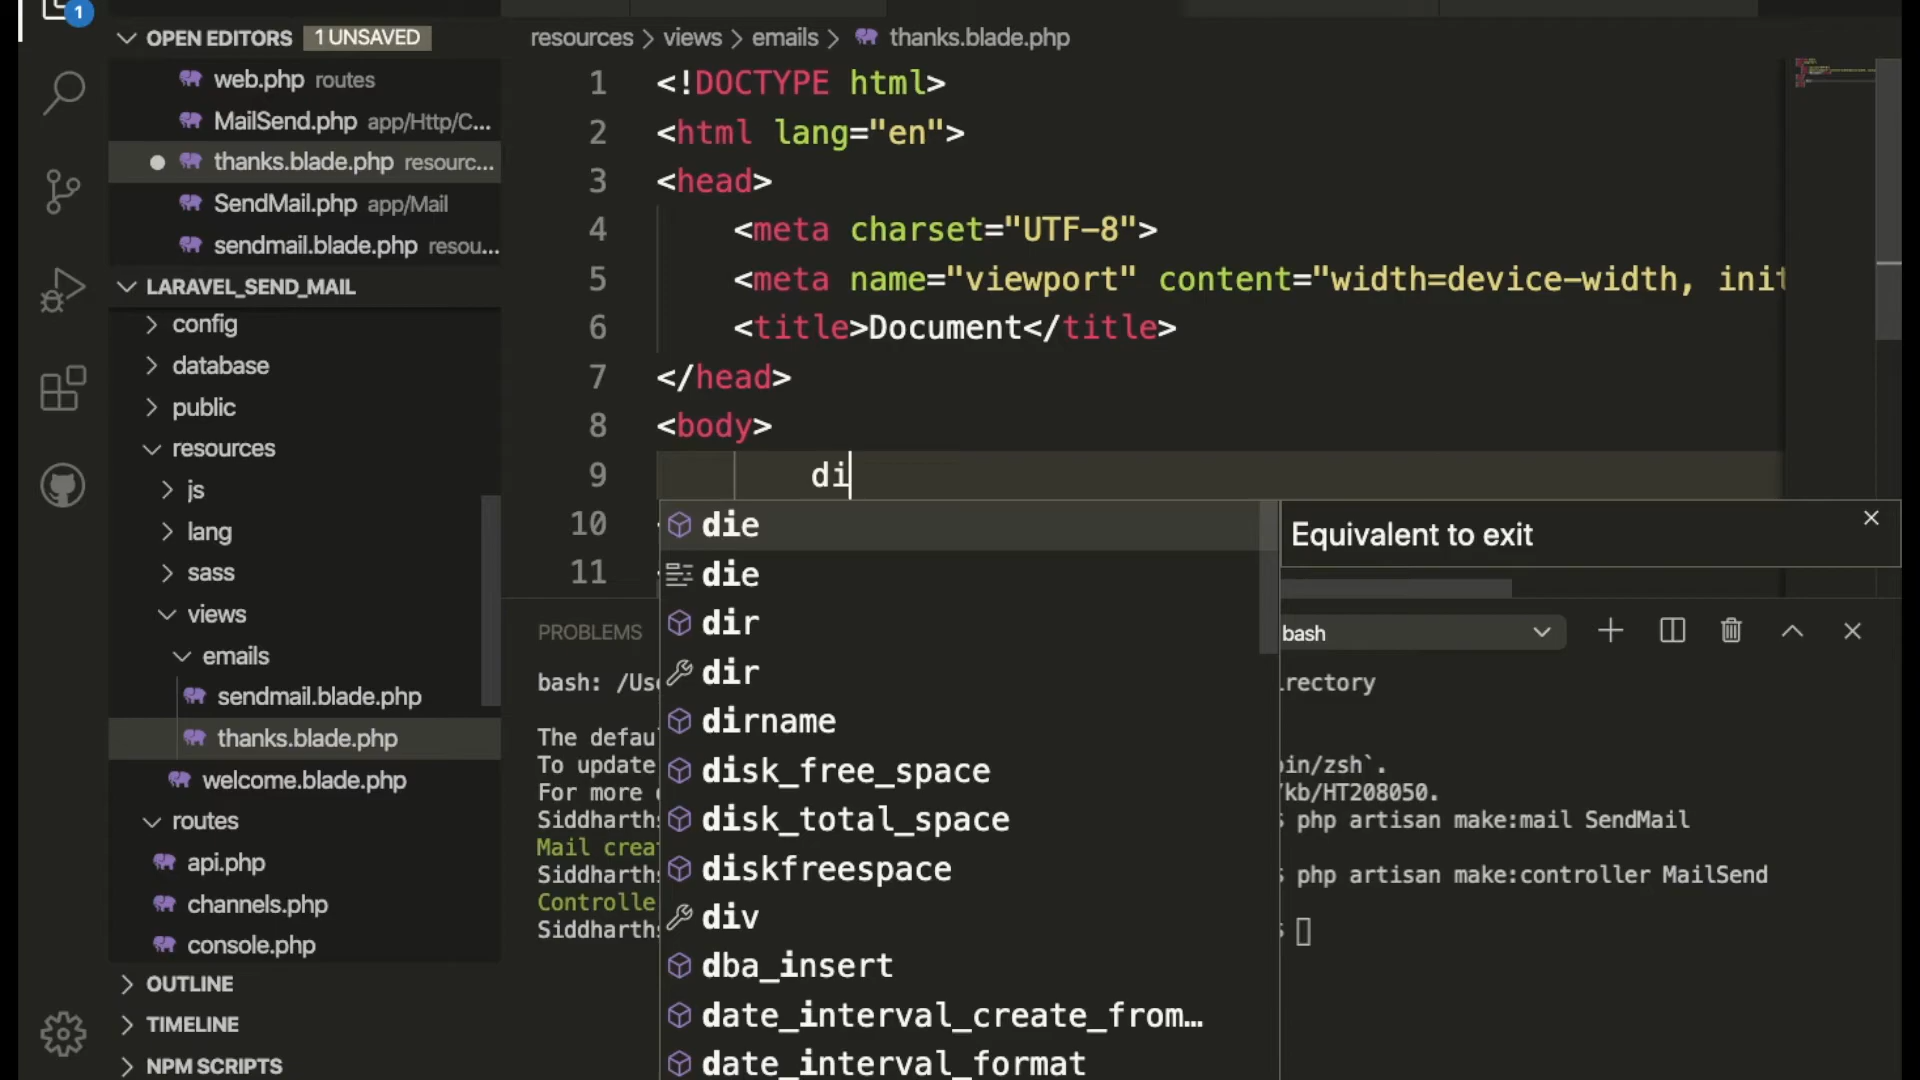 1
OPEN EDITORS 1 UNSAVED
web.php routes
MailSend.php app/Http/C...
thanks.blade.php resourc...
SendMail.php app/Mail
sendmail.blade.php resou...
LARAVEL_SEND_MAIL
config
database
public
resources
js
lang
sass
views
emails
sendmail.blade.php
thanks.blade.php
welcome.blade.php
routes
api.php
channels.php
console.php
OUTLINE
TIMELINE
NPM SCRIPTS
resources > views > emails > thanks.blade.php
1 <!DOCTYPE html>
2 <html lang="en">
3 <head>
4 <meta charset="UTF-8">
5 <meta name="viewport" content="width=device-width, init
6 <title>Document</title>
7 </head>
8 <body>
9 di
10
11
die
die
dir
dir
dirname
disk_free_space
disk_total_space
diskfreespace
div
dba_insert
date_interval_create_from…
date_interval_format
Equivalent to exit
PROBLEMS
bash
bash: /Use
rectory
The defau
To update
in/zsh`.
For more
/kb/HT208050.
Siddharths
php artisan make:mail SendMail
Mail crea
Siddharths
php artisan make:controller MailSend
Controlle
Siddharths